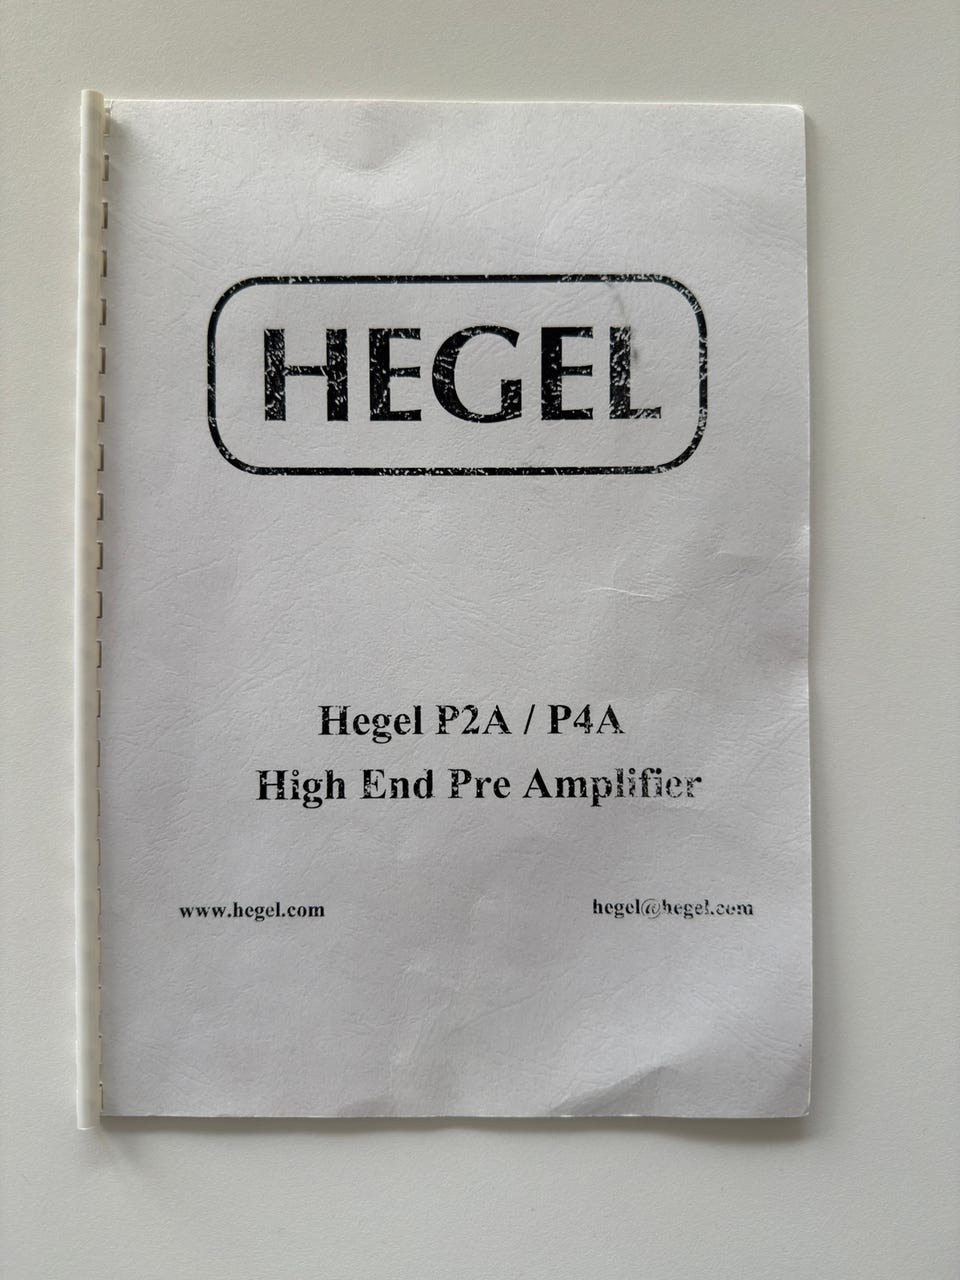 HEGEL
Hegel P2A / P4A
High End Pre Amplifier
www.hegel.com
hegel@hegel.com